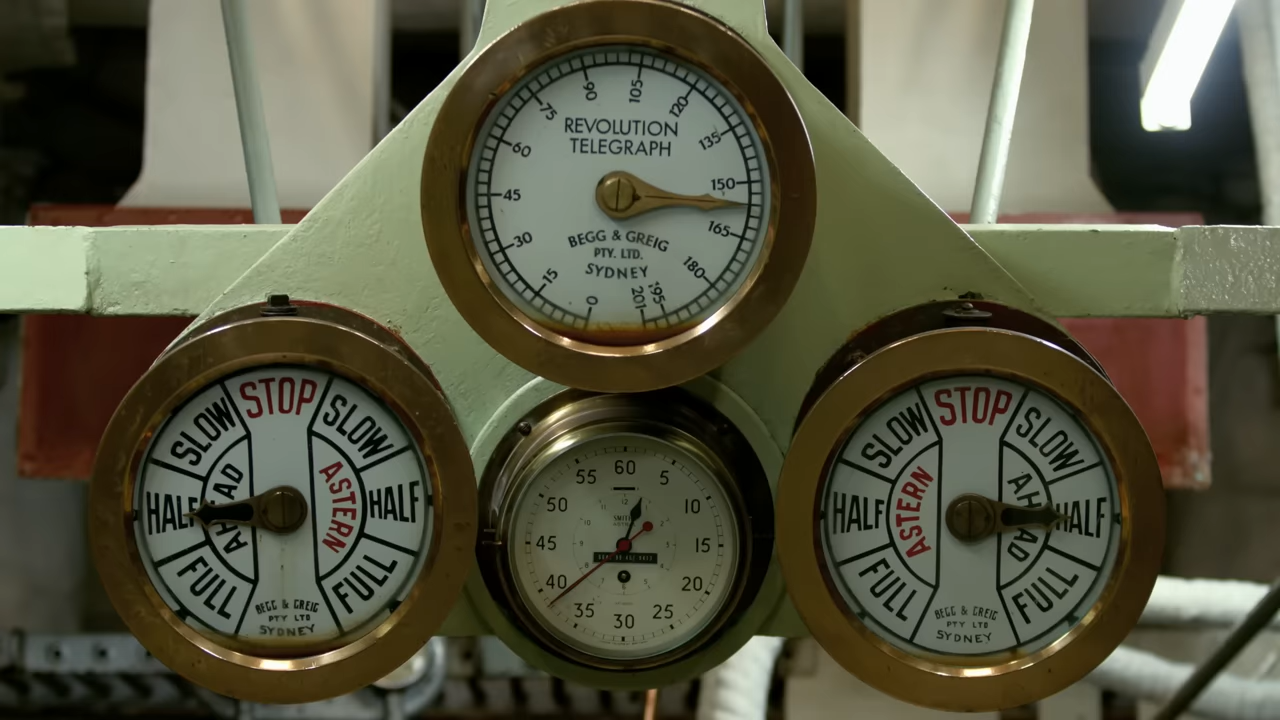 105
90
120
75
135
REVOLUTION
TELEGRAPH
60
150
45
165
BEGG & GREIG
PTY. LTD.
SYDNEY
30
180
15
195
0
201
STOP
SLOW
SLOW
AHEAD
ASTERN
HALF
HALF
FULL
FULL
BEGG & GREIG
PTY LTD
SYDNEY
60
55
5
50
10
SMITHS
45
15
40
20
35
25
30
STOP
SLOW
SLOW
ASTERN
AHEAD
HALF
HALF
FULL
FULL
BEGG & GREIG
PTY LTD
SYDNEY